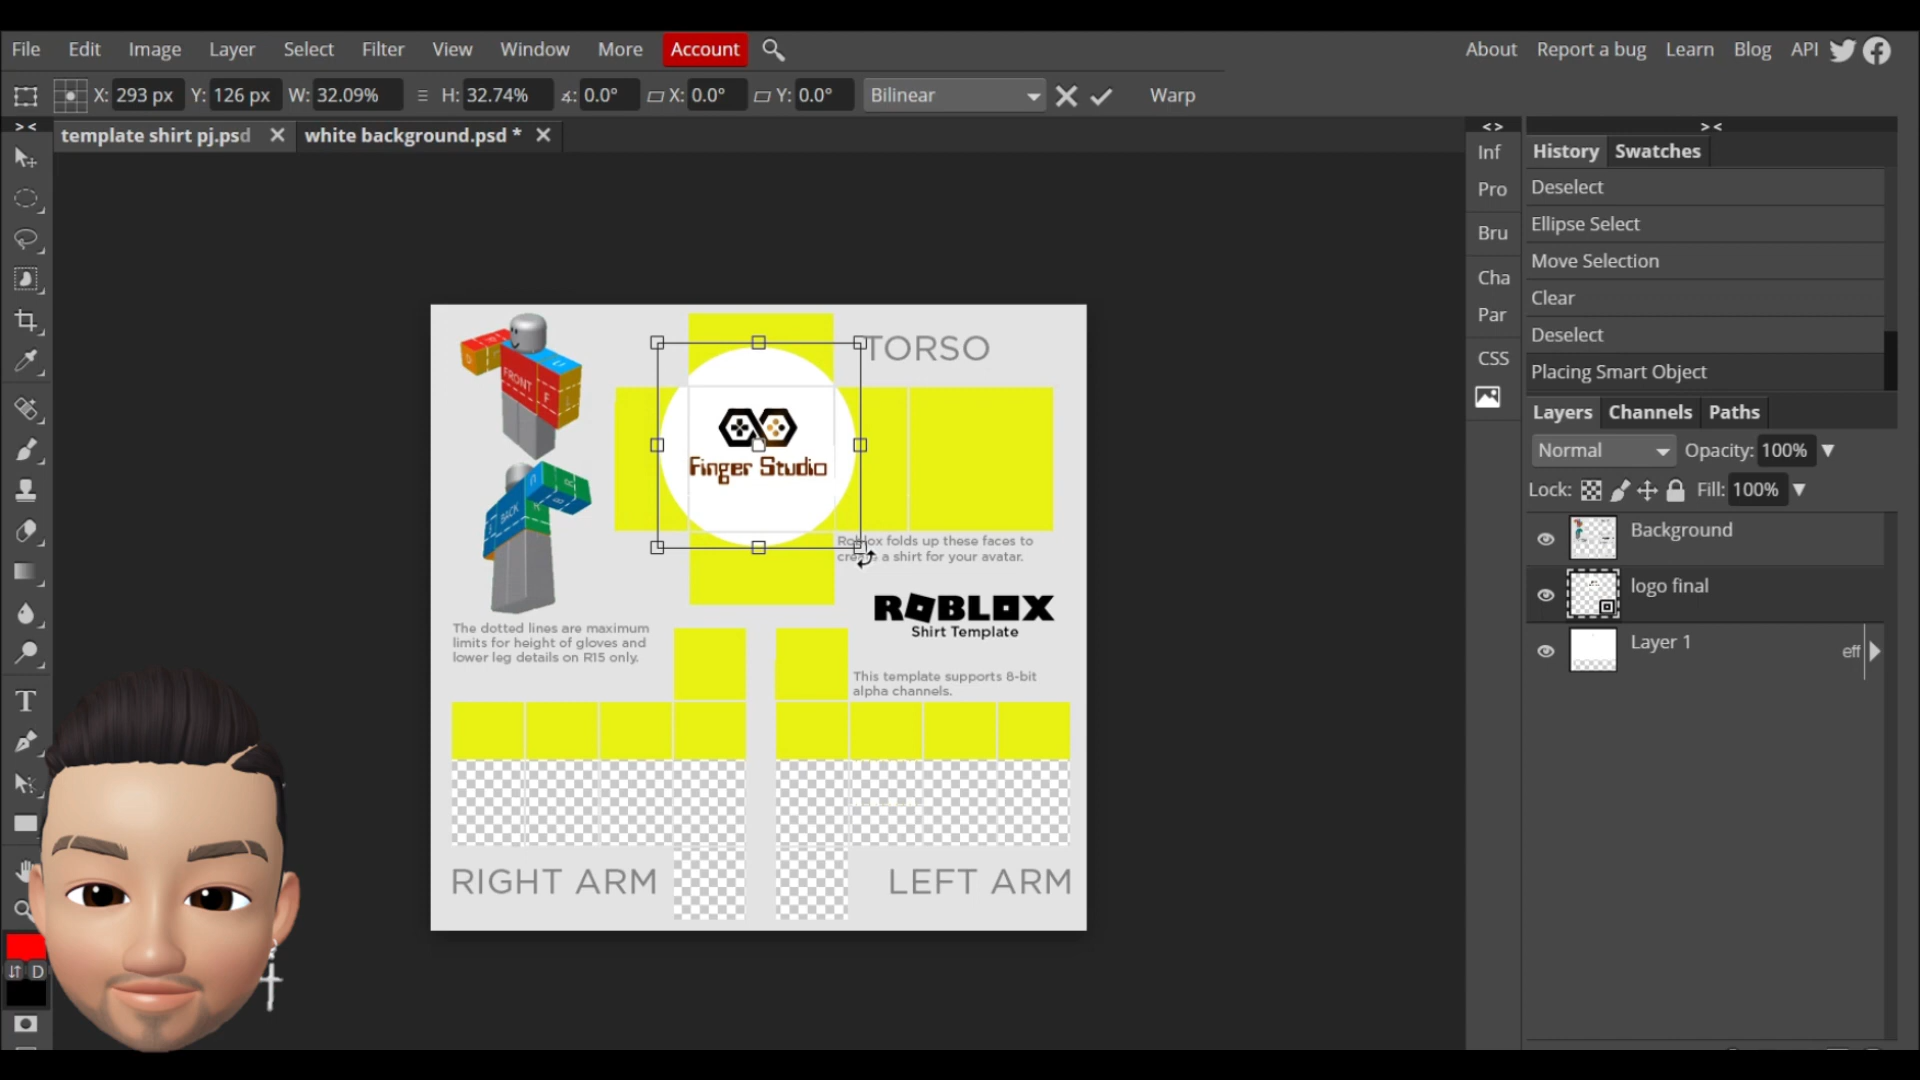 File Edit Image Layer Select Filter View Window More Account About Report a bug Learn Blog API
X: 293 px Y: 126 px W: 32.09% H: 32.74% 0.0° X: 0.0° Y: 0.0° Bilinear Warp
template shirt pj.psd white background.psd *
Inf
Pro
Bru
Cha
Par
CSS
History Swatches
Deselect
Ellipse Select
Move Selection
Clear
Deselect
Placing Smart Object
Layers Channels Paths
Normal Opacity: 100%
Lock: Fill: 100%
Background
logo final
Layer 1 eff
TORSO
FRONT
F
BACK
Finger Studio
Roblox folds up these faces to
create a shirt for your avatar.
ROBLOX
Shirt Template
The dotted lines are maximum
limits for height of gloves and
lower leg details on R15 only.
This template supports 8-bit
alpha channels.
RIGHT ARM LEFT ARM
D